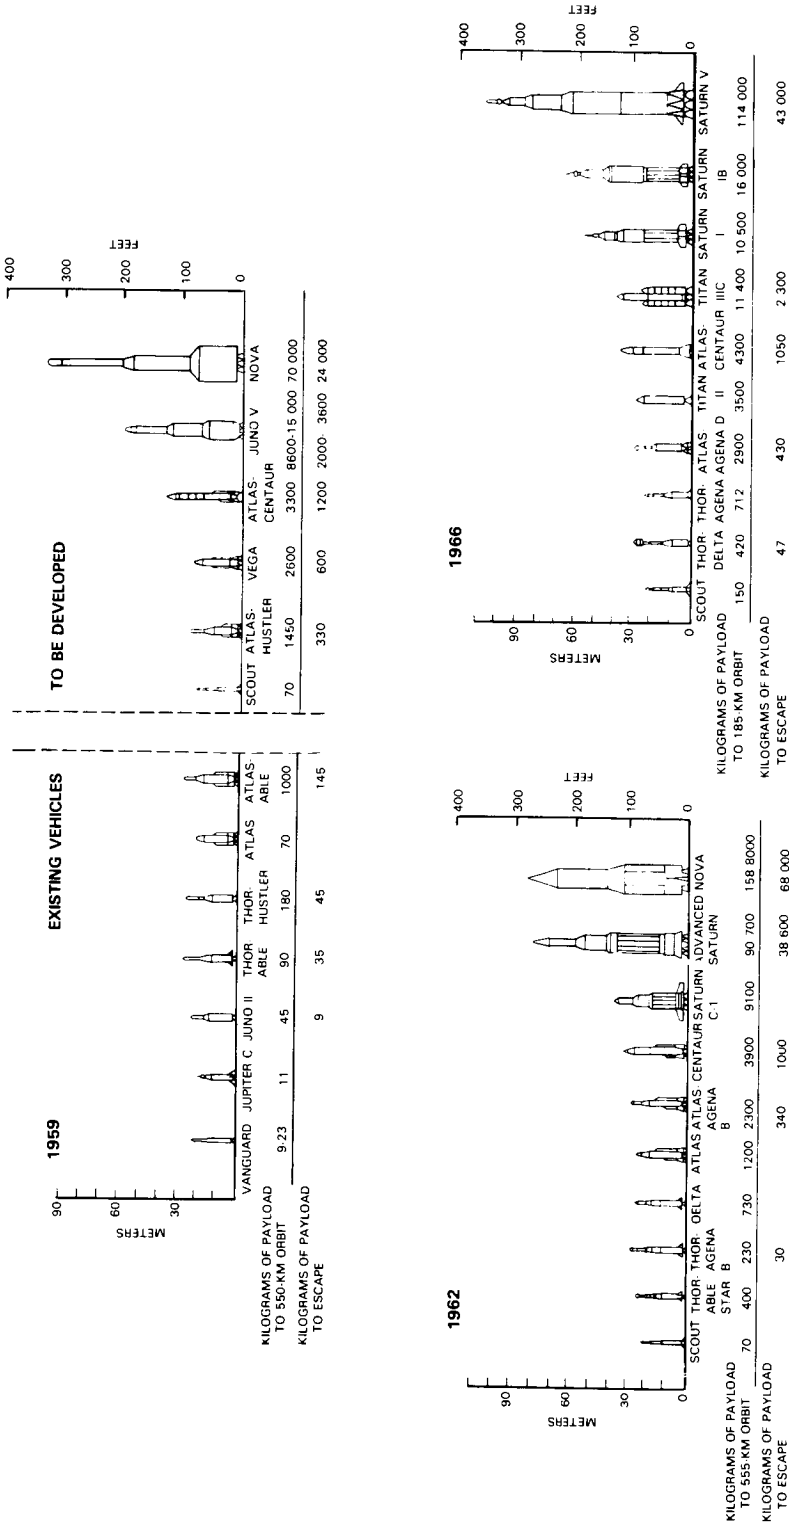 1959
EXISTING VEHICLES
TO BE DEVELOPED
METERS
90
60
30
0
FEET
400
300
200
100
0
VANGUARD JUPITER C JUNO II THOR ABLE THOR-HUSTLER ATLAS ATLAS-ABLE SCOUT ATLAS-HUSTLER VEGA ATLAS-CENTAUR JUNO V NOVA
KILOGRAMS OF PAYLOAD
TO 550-KM ORBIT
9-23 11 45 90 180 70 1000 70 1450 2600 3300 8600-15 000 70 000
KILOGRAMS OF PAYLOAD
TO ESCAPE
9 35 45 145 330 600 1200 2000- 3600 24 000
1962
METERS
90
60
30
0
FEET
400
300
200
100
0
SCOUT THOR-ABLE STAR THOR-AGENA B DELTA ATLAS ATLAS-AGENA B CENTAUR SATURN C-1 ADVANCED SATURN NOVA
KILOGRAMS OF PAYLOAD
TO 555-KM ORBIT
70 400 230 730 1200 2300 3900 9100 90 700 158 8000
KILOGRAMS OF PAYLOAD
TO ESCAPE
30 340 1000 38 600 68 000
1966
METERS
90
60
30
0
FEET
400
300
200
100
0
SCOUT THOR-DELTA THOR-AGENA ATLAS-AGENA D TITAN II ATLAS-CENTAUR TITAN IIIC SATURN I SATURN IB SATURN V
KILOGRAMS OF PAYLOAD
TO 185-KM ORBIT
150 420 712 2900 3500 4300 11 400 10 500 16 000 114 000
KILOGRAMS OF PAYLOAD
TO ESCAPE
47 430 1050 2 300 43 000